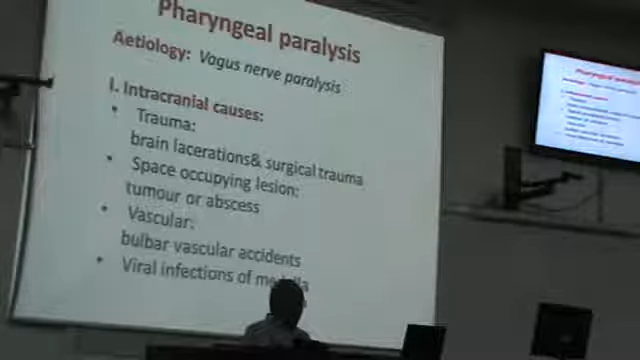 Pharyngeal paralysis
Aetiology: Vagus nerve paralysis
I. Intracranial causes:
• Trauma:
brain lacerations& surgical trauma
• Space occupying lesion:
tumour or abscess
• Vascular:
bulbar vascular accidents
• Viral infections of medulla